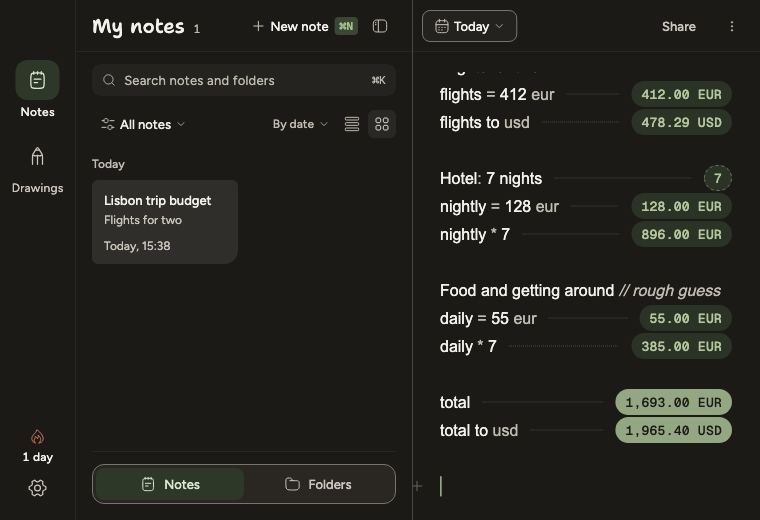 My notes 1
+ New note ⌘N
Today
Share
Search notes and folders ⌘K
All notes
By date
Notes
Drawings
Today
Lisbon trip budget
Flights for two
Today, 15:38
1 day
Notes
Folders
flights = 412 eur 412.00 EUR
flights to usd 478.29 USD
Hotel: 7 nights 7
nightly = 128 eur 128.00 EUR
nightly * 7 896.00 EUR
Food and getting around // rough guess
daily = 55 eur 55.00 EUR
daily * 7 385.00 EUR
total 1,693.00 EUR
total to usd 1,965.40 USD